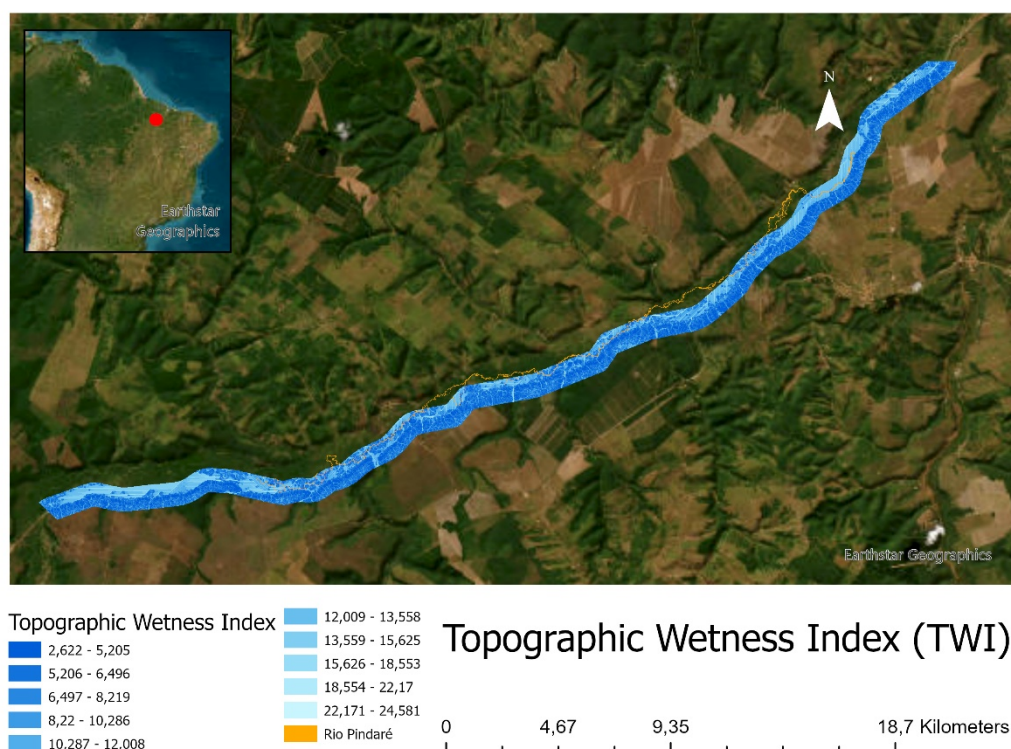 Earthstar
Geographics
N
Earthstar Geographics
Topographic Wetness Index
2,622 - 5,205
5,206 - 6,496
6,497 - 8,219
8,22 - 10,286
10,287 - 12,008
12,009 - 13,558
13,559 - 15,625
15,626 - 18,553
18,554 - 22,17
22,171 - 24,581
Rio Pindaré
Topographic Wetness Index (TWI)
0 4,67 9,35 18,7 Kilometers